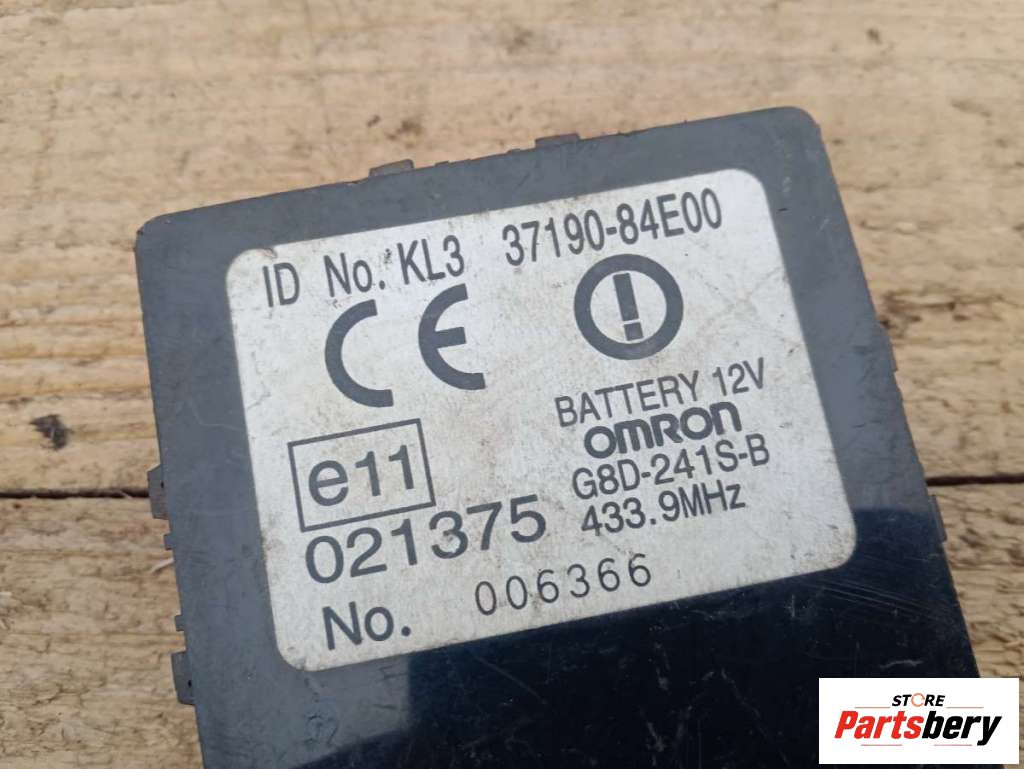 ID No. KL3 37190-84E00
CE
BATTERY 12V
OMRON
e11
G8D-241S-B
021375
433.9MHz
No. 006366
STORE
Partsbery